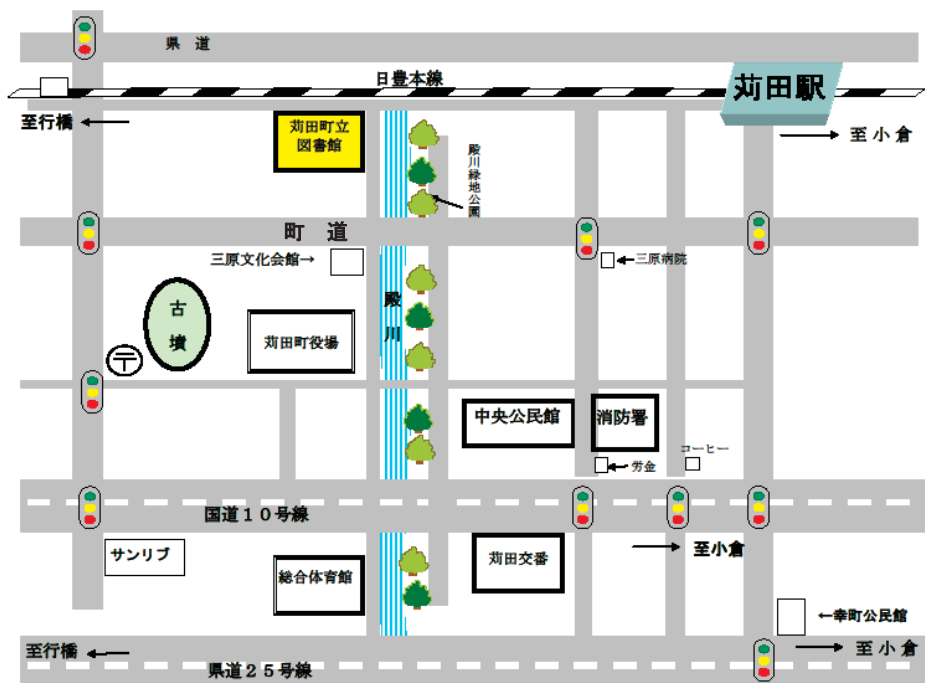 県　道
日豊本線
苅田駅
至行橋
至小倉
苅田町立
図書館
殿川緑地公園
町　道
三原文化会館→
三原病院
殿川
古墳
苅田町役場
〒
中央公民館
消防署
コーヒー
労金
国道１０号線
至小倉
サンリブ
総合体育館
苅田交番
←幸町公民館
至行橋
至 小倉
県道２５号線